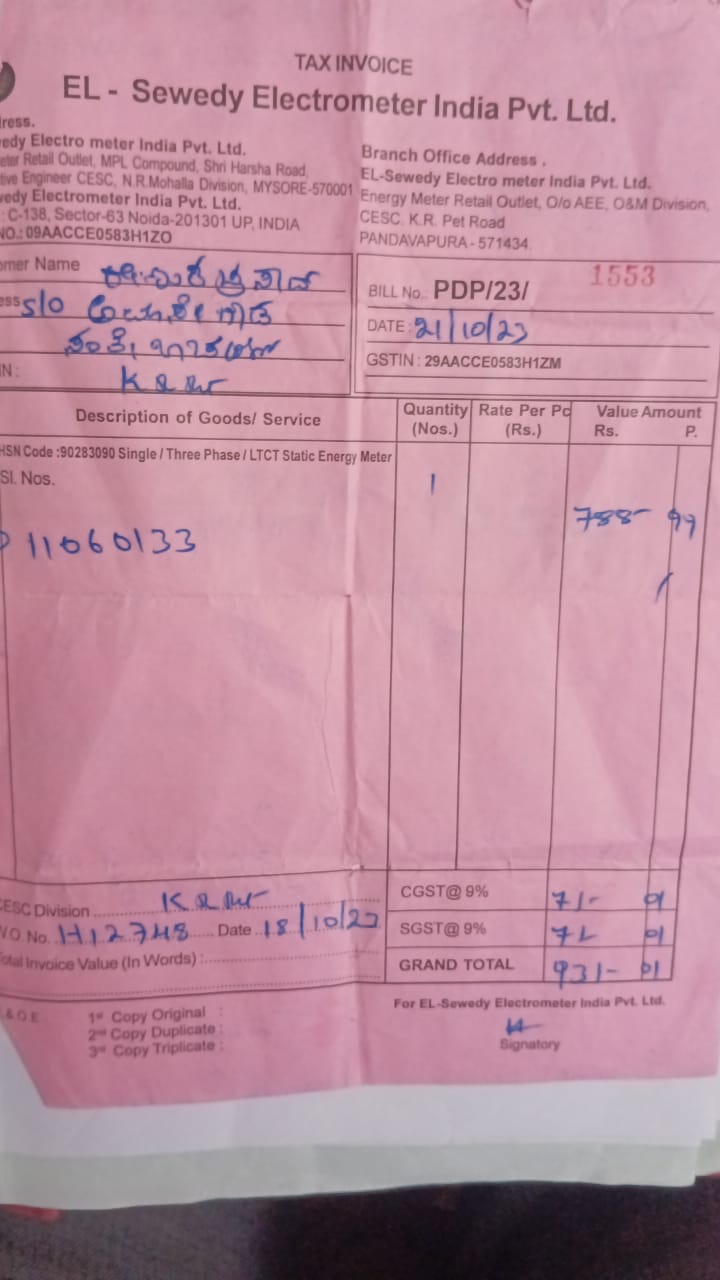 TAX INVOICE
EL - Sewedy Electrometer India Pvt. Ltd.
ress.
edy Electro meter India Pvt. Ltd.
eter Retail Outlet, MPL Compound, Shri Harsha Road,
tive Engineer CESC, N.R.Mohalla Division, MYSORE-570001
edy Electrometer India Pvt. Ltd.
: C-138, Sector-63 Noida-201301 UP, INDIA
NO.: 09AACCE0583H1ZO
Branch Office Address .
EL-Sewedy Electro meter India Pvt. Ltd.
Energy Meter Retail Outlet, O/o AEE, O&M Division,
CESC. K.R. Pet Road
PANDAVAPURA - 571434.
omer Name
ess S/o
N :
BILL No.: PDP/23/ 1553
DATE : 21/10/23
GSTIN : 29AACCE0583H1ZM
Description of Goods/ Service Quantity (Nos.) Rate Per Pc (Rs.) Value Amount Rs. P.
HSN Code :90283090 Single / Three Phase / LTCT Static Energy Meter
Sl. Nos. 1
788- 99
11060133
CESC Division
W.O. No. H12748 Date 18/10/23
Total Invoice Value (In Words) :
CGST@ 9% 71- 01
SGST@ 9% 71- 01
GRAND TOTAL 931- 01
For EL-Sewedy Electrometer India Pvt. Ltd.
Signatory
& O E
1st Copy Original :
2nd Copy Duplicate :
3rd Copy Triplicate :